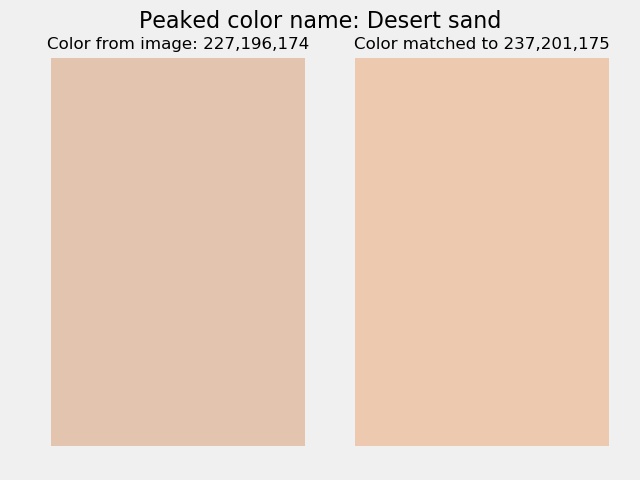 Peaked color name: Desert sand
Color from image: 227,196,174
Color matched to 237,201,175